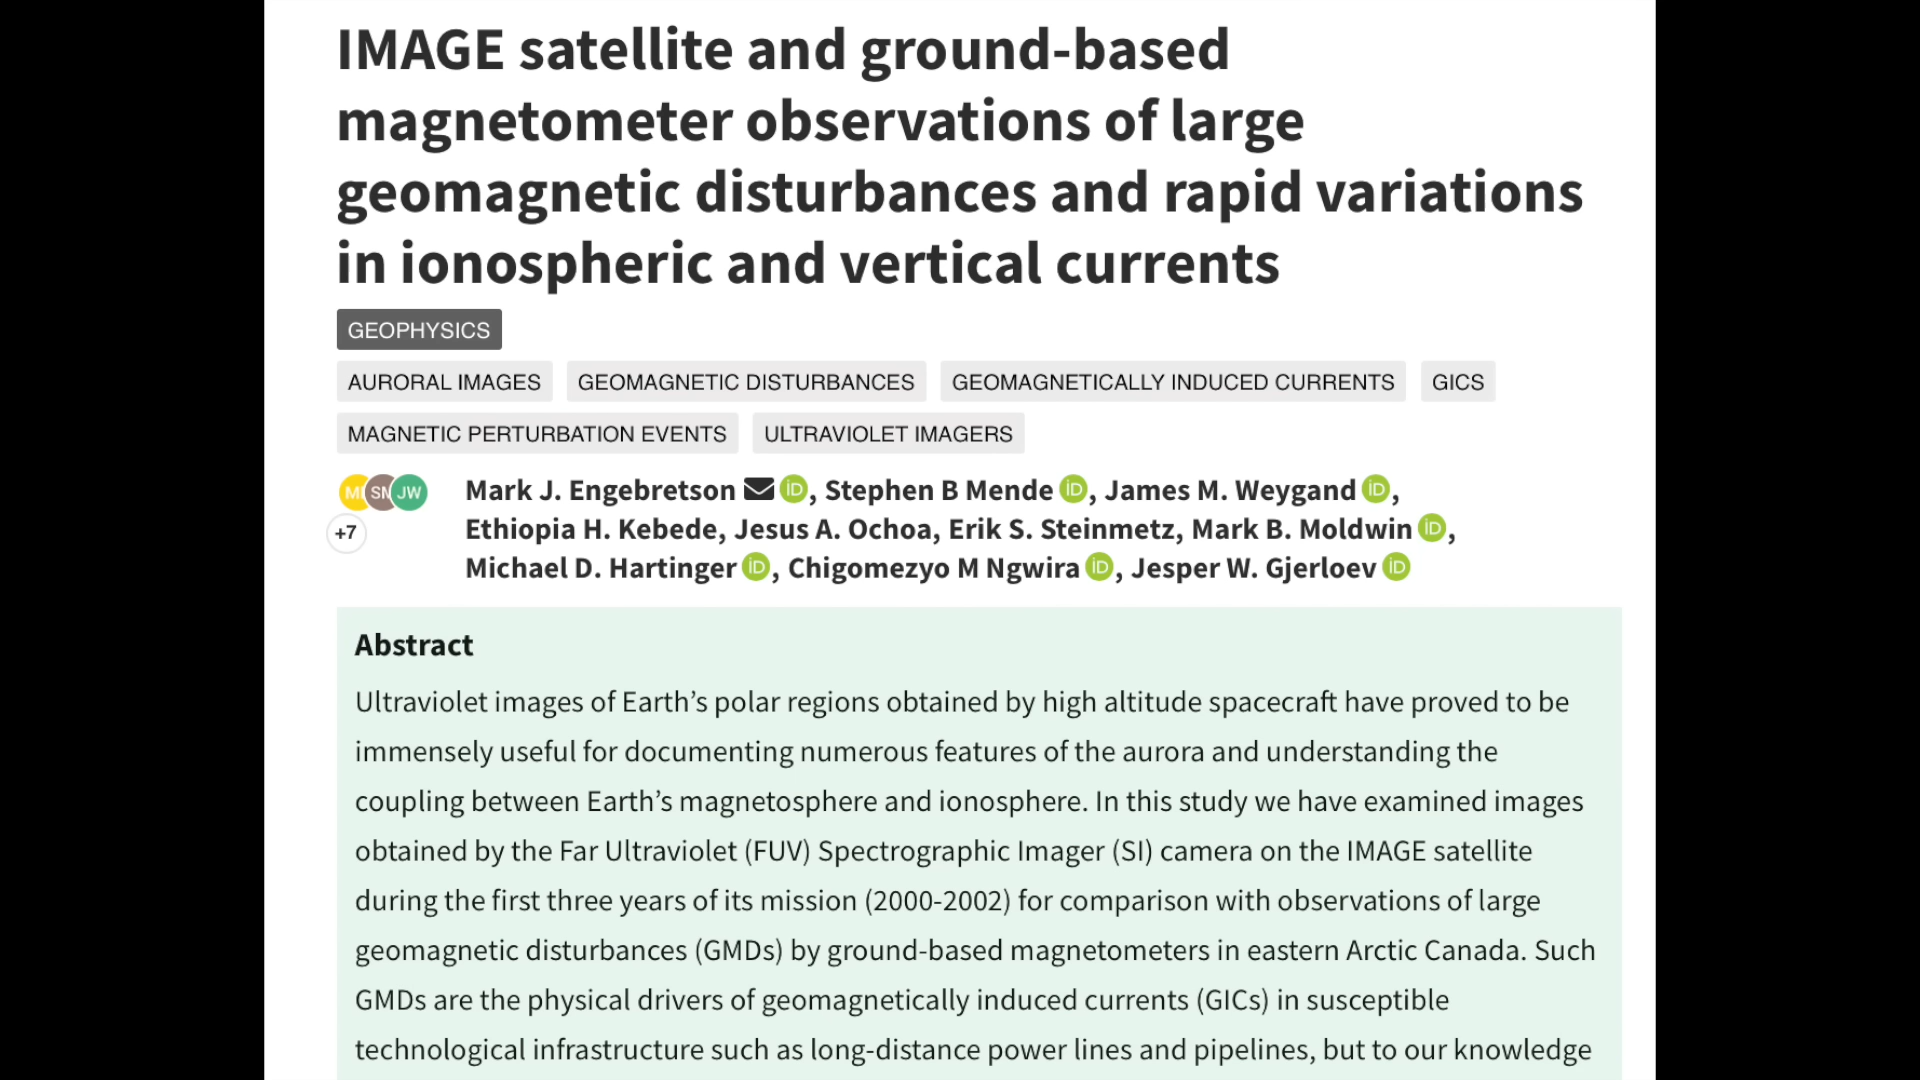 IMAGE satellite and ground-based
magnetometer observations of large
geomagnetic disturbances and rapid variations
in ionospheric and vertical currents
GEOPHYSICS
AURORAL IMAGES GEOMAGNETIC DISTURBANCES GEOMAGNETICALLY INDUCED CURRENTS GICS
MAGNETIC PERTURBATION EVENTS ULTRAVIOLET IMAGERS
SN JW Mark J. Engebretson iD, Stephen B Mende iD, James M. Weygand iD,
+7 Ethiopia H. Kebede, Jesus A. Ochoa, Erik S. Steinmetz, Mark B. Moldwin iD,
Michael D. Hartinger iD, Chigomezyo M Ngwira iD, Jesper W. Gjerloev iD
Abstract
Ultraviolet images of Earth’s polar regions obtained by high altitude spacecraft have proved to be
immensely useful for documenting numerous features of the aurora and understanding the
coupling between Earth’s magnetosphere and ionosphere. In this study we have examined images
obtained by the Far Ultraviolet (FUV) Spectrographic Imager (SI) camera on the IMAGE satellite
during the first three years of its mission (2000-2002) for comparison with observations of large
geomagnetic disturbances (GMDs) by ground-based magnetometers in eastern Arctic Canada. Such
GMDs are the physical drivers of geomagnetically induced currents (GICs) in susceptible
technological infrastructure such as long-distance power lines and pipelines, but to our knowledge